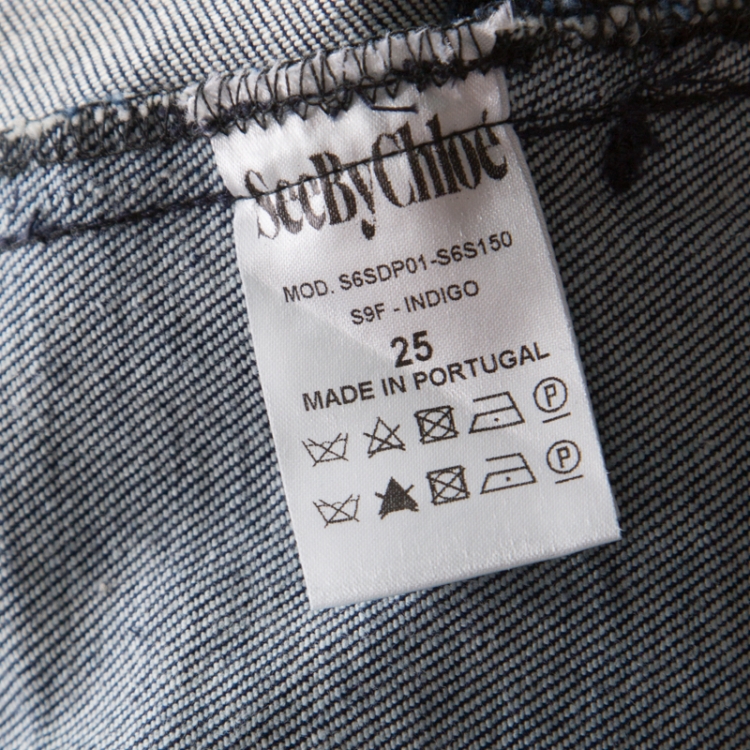 SeeByChloé
MOD. S6SDP01-S6S150
S9F - INDIGO
25
MADE IN PORTUGAL
P
P